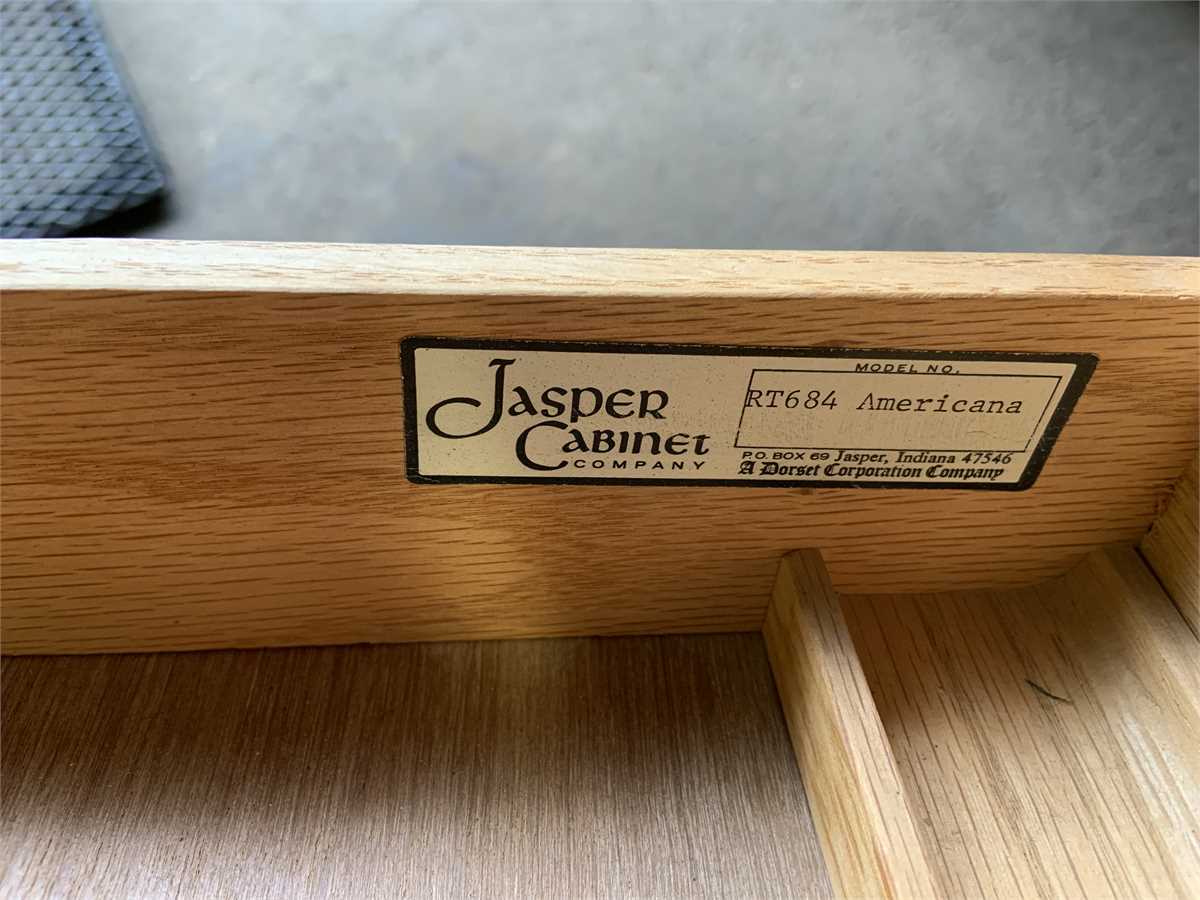 Jasper
Cabinet
COMPANY
MODEL NO.
RT684 Americana
P.O. BOX 69 Jasper, Indiana 47546
A Dorset Corporation Company